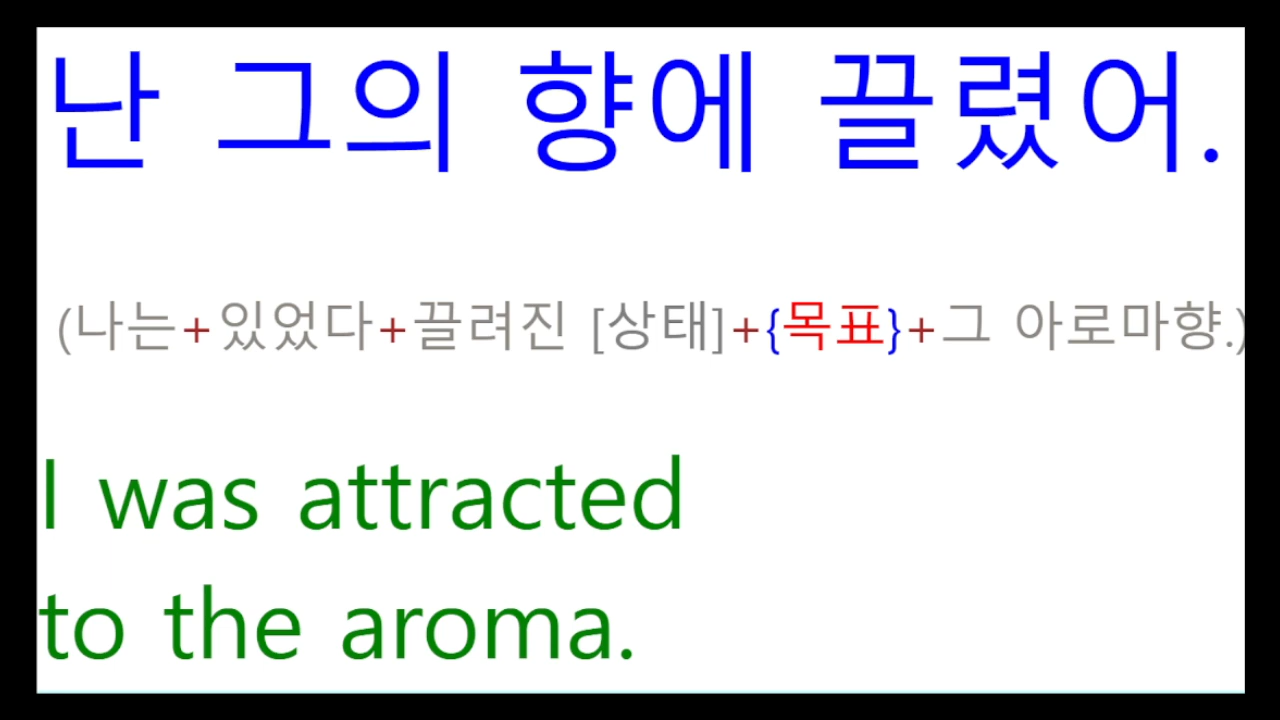 난 그의 향에 끌렸어.
(나는+있었다+끌려진 [상태]+{목표}+그 아로마향.)
I was attracted
to the aroma.